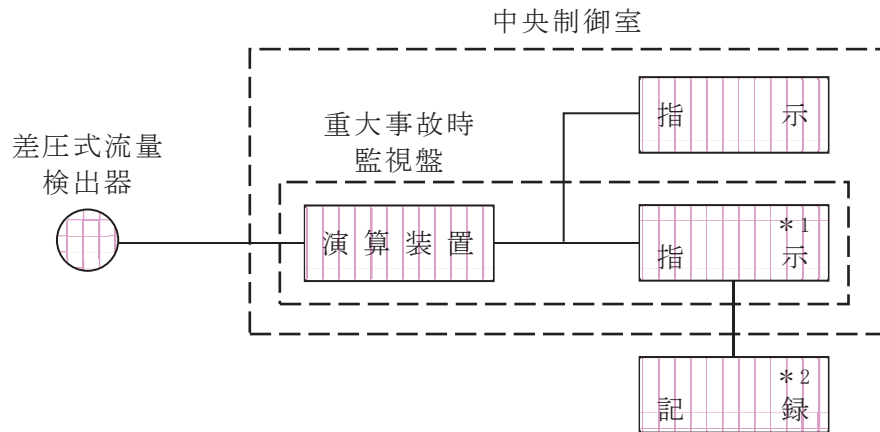 中央制御室
指示
重大事故時
監視盤
差圧式流量
検出器
演算装置
*1
指示
*2
記録